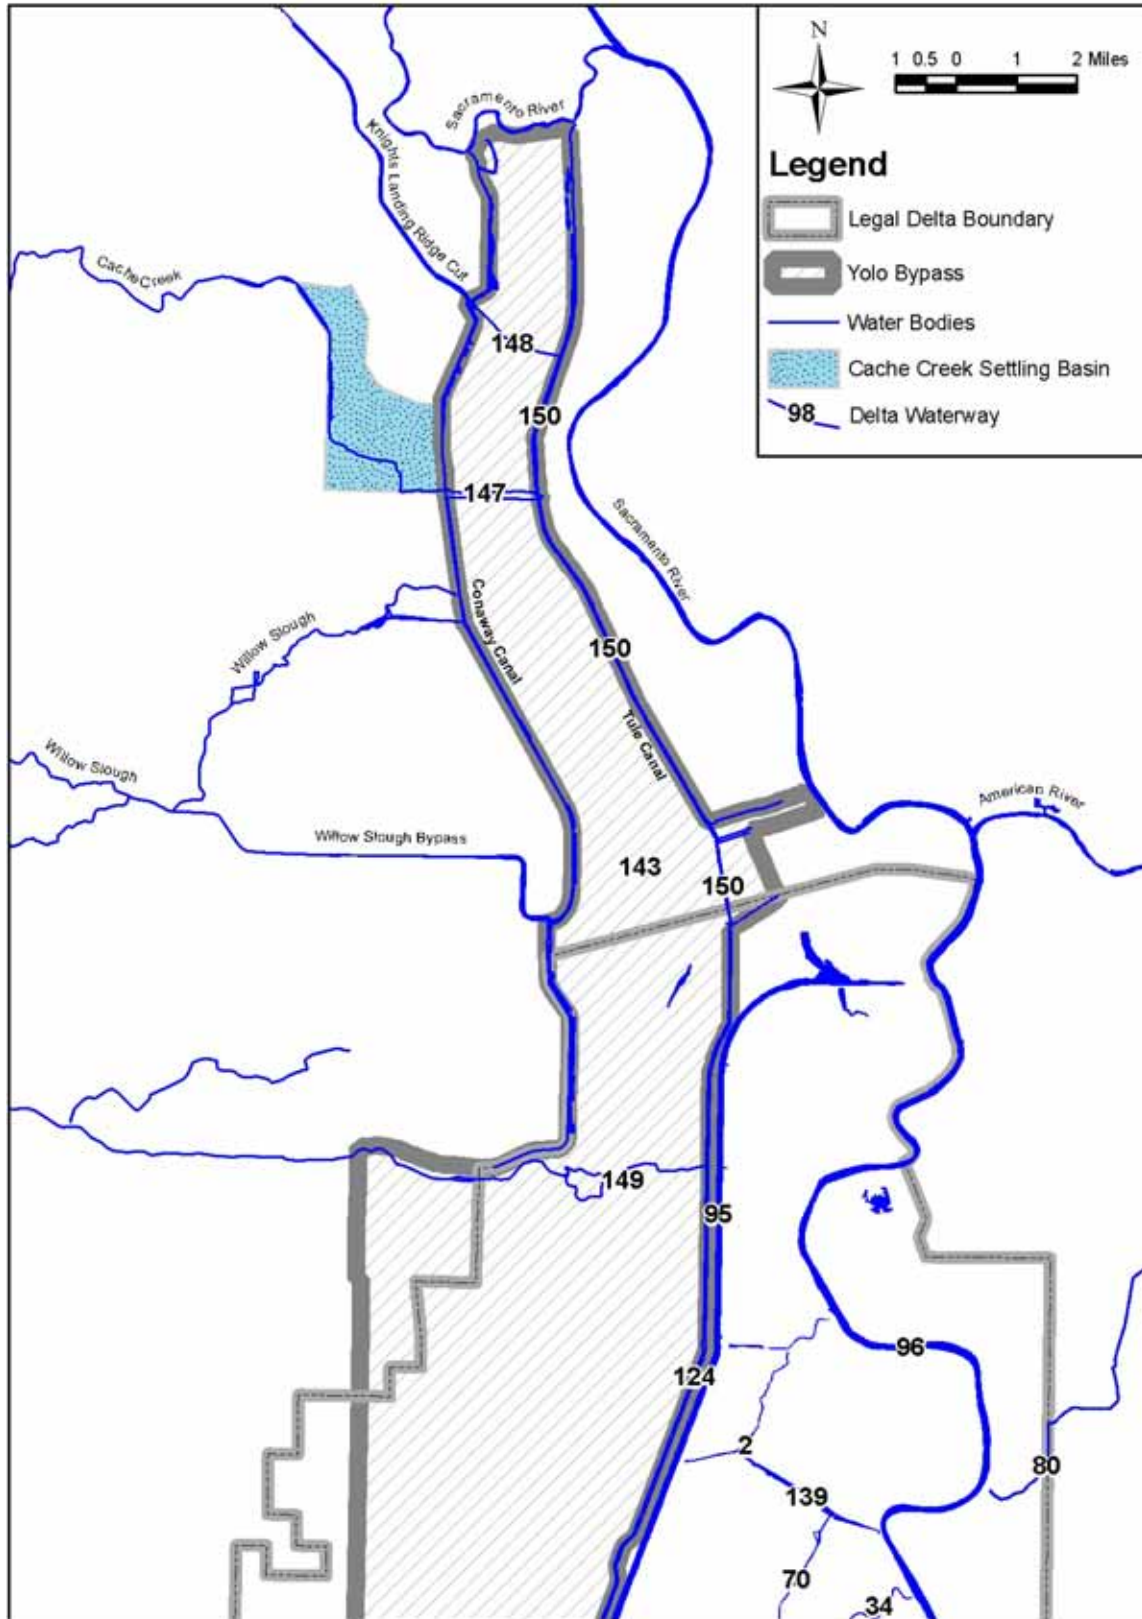 N
1 0.5 0 1 2 Miles
Legend
Legal Delta Boundary
Yolo Bypass
Water Bodies
Cache Creek Settling Basin
98 Delta Waterway
Sacramento River
Knights Landing Ridge Cut
Cache Creek
148
150
147
Sacramento River
Conaway Canal
Willow Slough
150
Tule Canal
Willow Slough
American River
Willow Slough Bypass
143
150
149
95
96
124
2
80
139
70
34